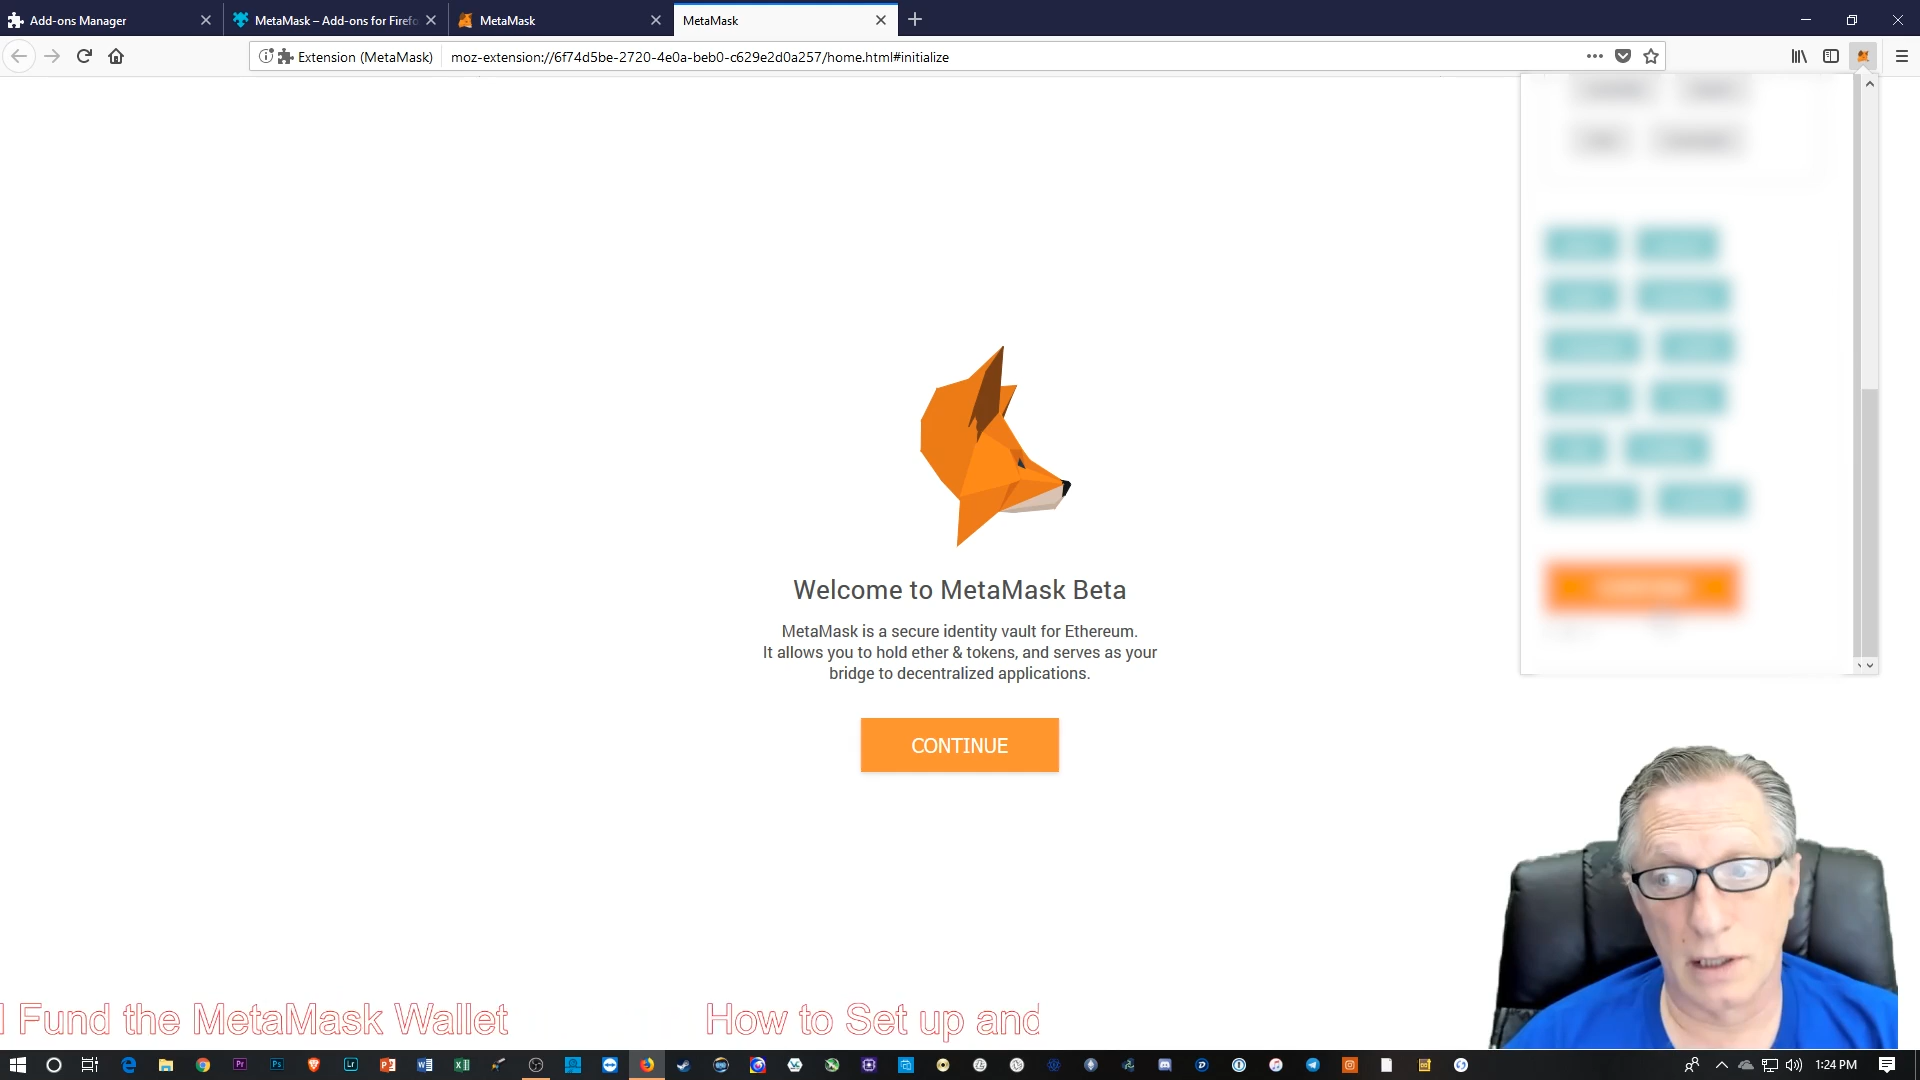 Add-ons Manager
MetaMask – Add-ons for Firefo
MetaMask
MetaMask
Extension (MetaMask)
moz-extension://6f74d5be-2720-4e0a-beb0-c629e2d0a257/home.html#initialize
Welcome to MetaMask Beta
MetaMask is a secure identity vault for Ethereum.
It allows you to hold ether & tokens, and serves as your
bridge to decentralized applications.
CONTINUE
Fund the MetaMask Wallet
How to Set up and
1:24 PM